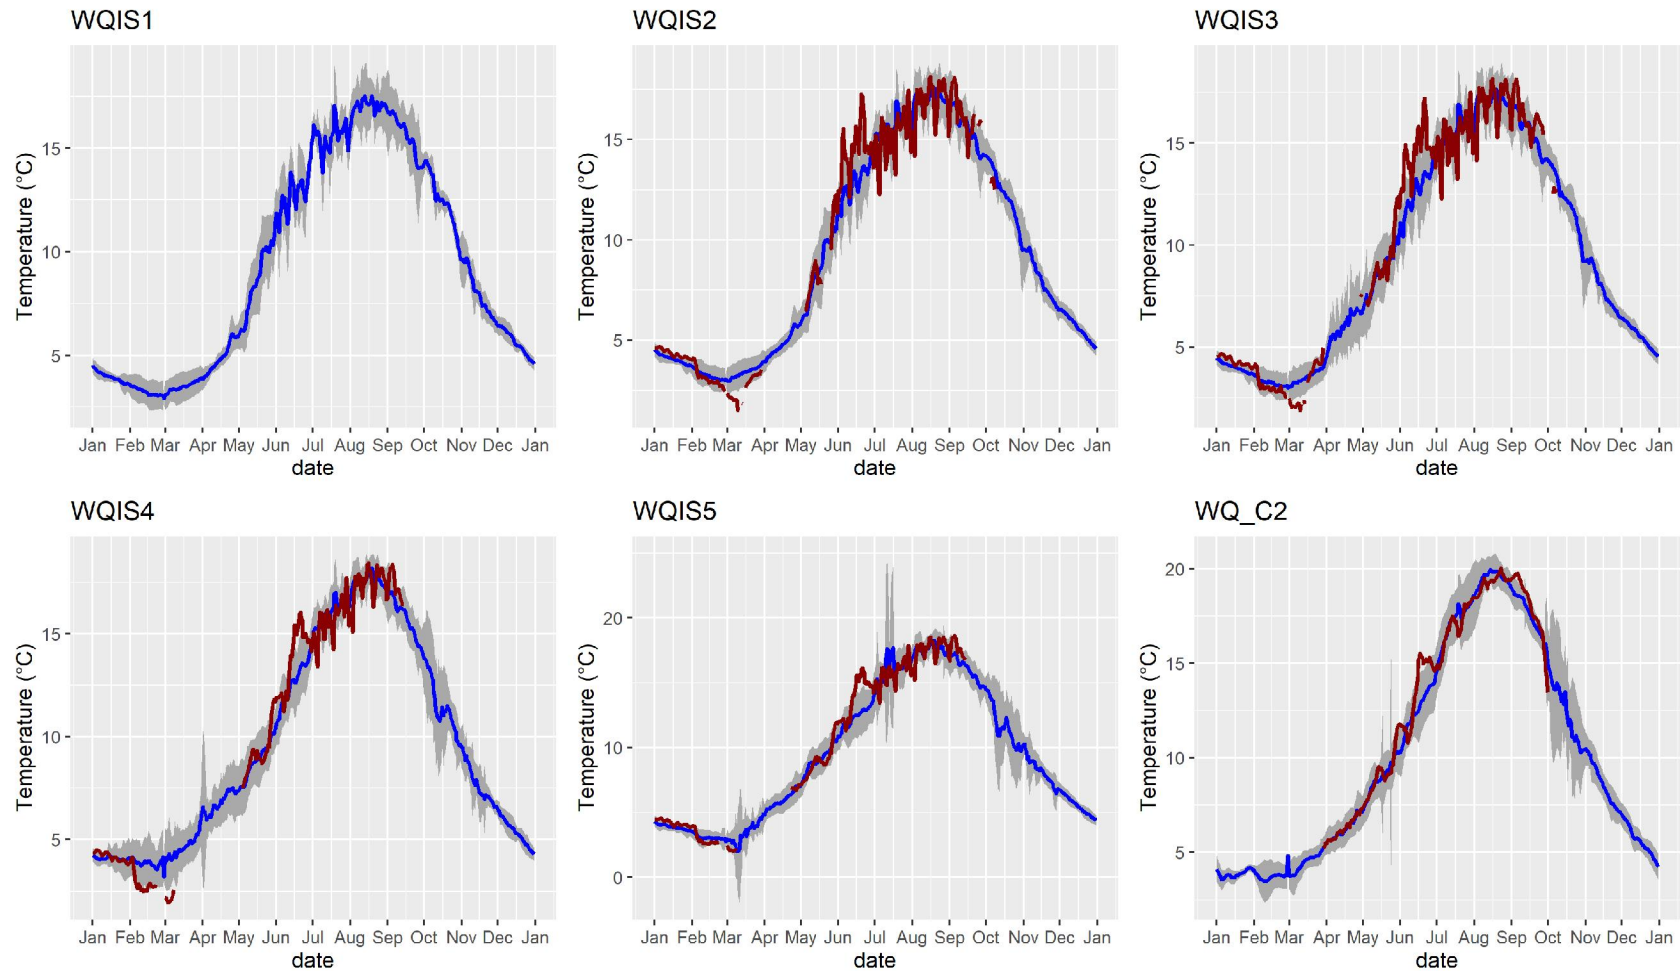 WQIS1
WQIS2
WQIS3
Temperature (°C)
15
10
5
Jan Feb Mar Apr May Jun Jul Aug Sep Oct Nov Dec Jan
date
Temperature (°C)
15
10
5
Jan Feb Mar Apr May Jun Jul Aug Sep Oct Nov Dec Jan
date
Temperature (°C)
15
10
5
Jan Feb Mar Apr May Jun Jul Aug Sep Oct Nov Dec Jan
date
WQIS4
WQIS5
WQ_C2
Temperature (°C)
15
10
5
Jan Feb Mar Apr May Jun Jul Aug Sep Oct Nov Dec Jan
date
Temperature (°C)
20
10
0
Jan Feb Mar Apr May Jun Jul Aug Sep Oct Nov Dec Jan
date
Temperature (°C)
20
15
10
5
Jan Feb Mar Apr May Jun Jul Aug Sep Oct Nov Dec Jan
date